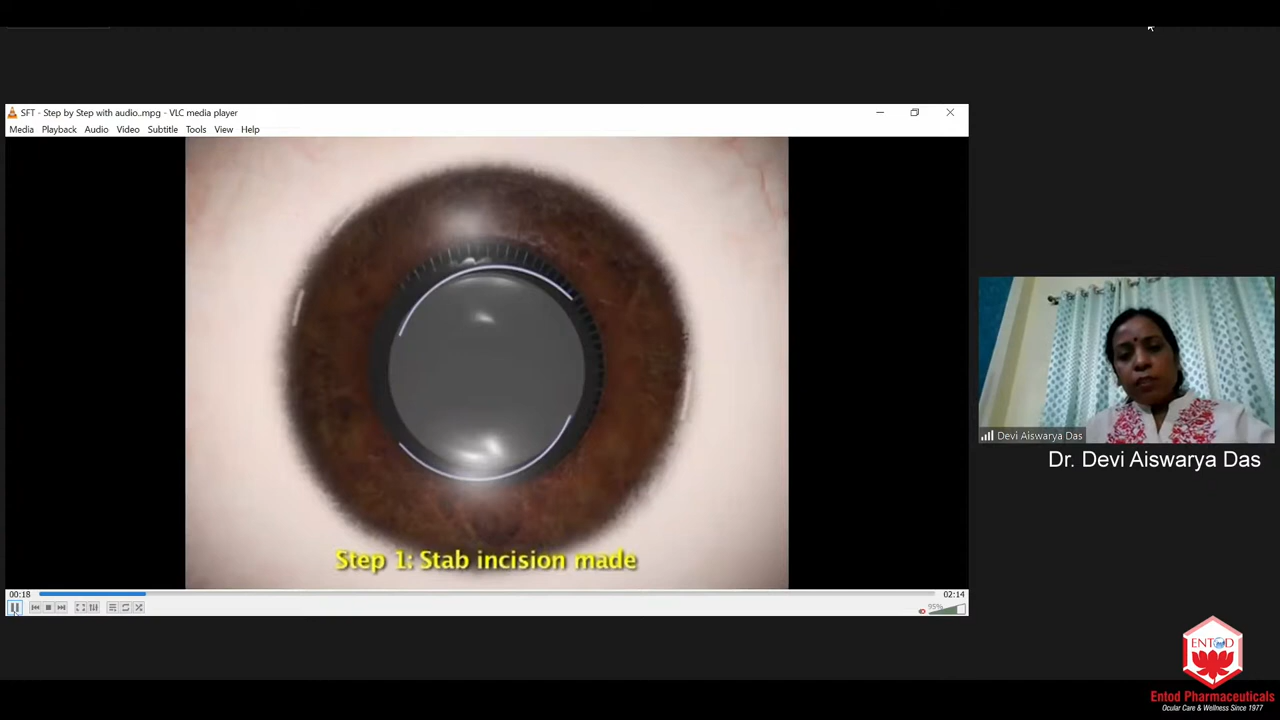 SFT - Step by Step with audio..mpg - VLC media player
Media Playback Audio Video Subtitle Tools View Help
Step 1: Stab incision made
00:18
02:14
95%
Devi Aiswarya Das
Dr. Devi Aiswarya Das
ENTOD
Entod Pharmaceuticals
Ocular Care & Wellness Since 1977